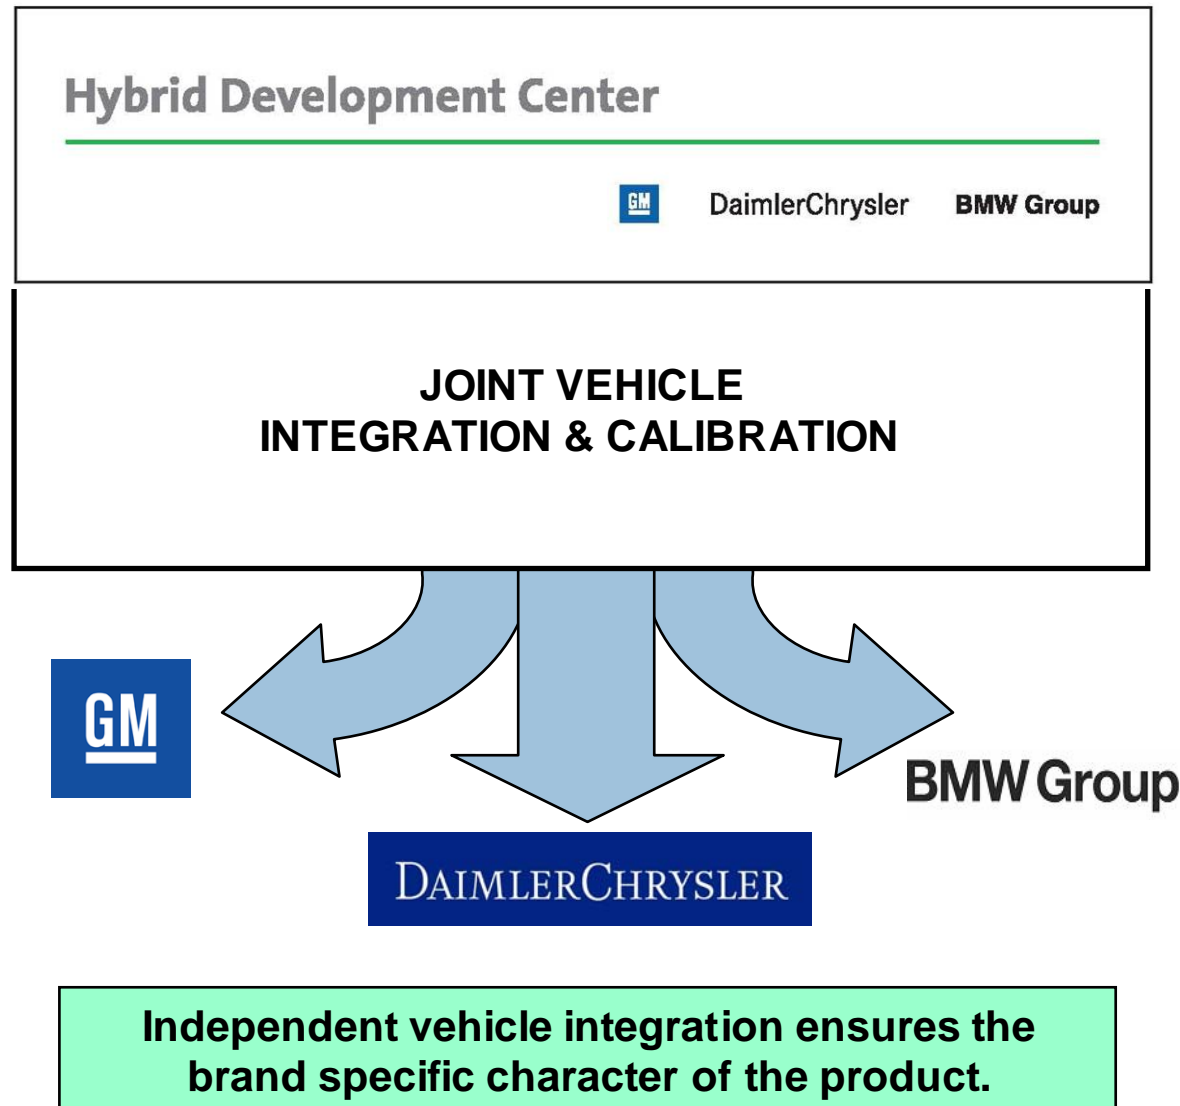 Hybrid Development Center
GM DaimlerChrysler BMW Group
JOINT VEHICLE
INTEGRATION & CALIBRATION
GM
BMW Group
DAIMLERCHRYSLER
Independent vehicle integration ensures the
brand specific character of the product.